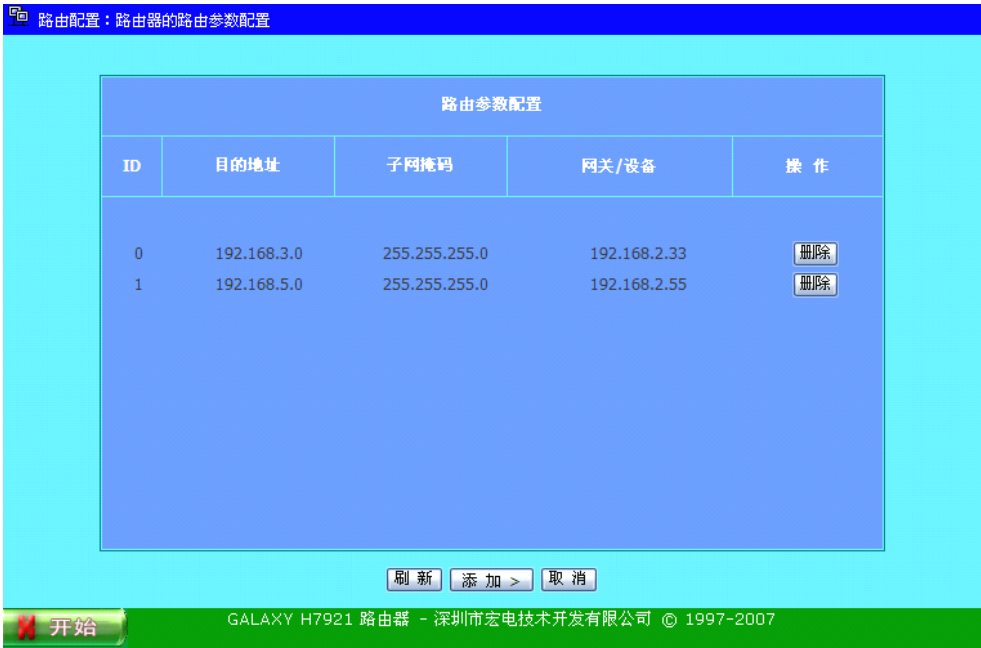 路由配置：路由器的路由参数配置
路由参数配置
ID 目的地址 子网掩码 网关/设备 操 作
0 192.168.3.0 255.255.255.0 192.168.2.33 删除
1 192.168.5.0 255.255.255.0 192.168.2.55 删除
刷 新 添 加 > 取 消
开始 GALAXY H7921 路由器 - 深圳市宏电技术开发有限公司 © 1997-2007